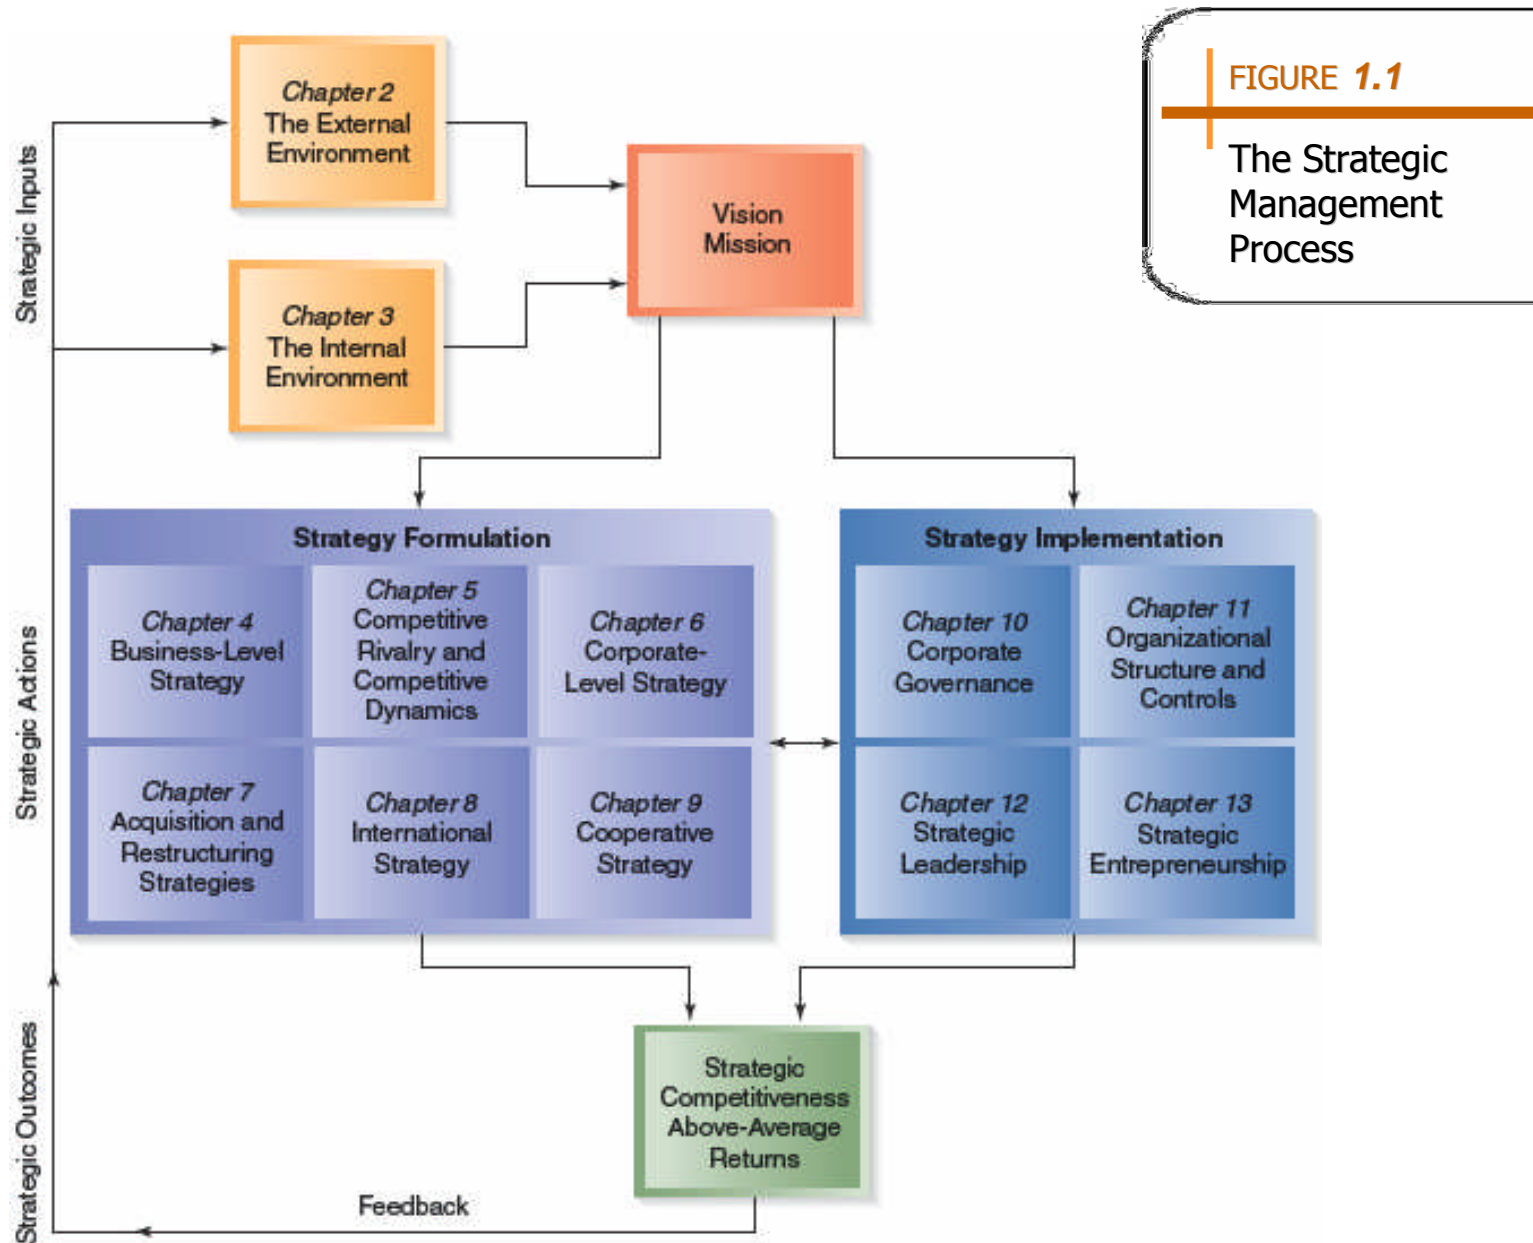 FIGURE 1.1
The Strategic
Management
Process
Strategic Inputs
Chapter 2
The External
Environment
Chapter 3
The Internal
Environment
Vision
Mission
Strategic Actions
Strategy Formulation
Chapter 4
Business-Level
Strategy
Chapter 5
Competitive
Rivalry and
Competitive
Dynamics
Chapter 6
Corporate-
Level Strategy
Chapter 7
Acquisition and
Restructuring
Strategies
Chapter 8
International
Strategy
Chapter 9
Cooperative
Strategy
Strategy Implementation
Chapter 10
Corporate
Governance
Chapter 11
Organizational
Structure and
Controls
Chapter 12
Strategic
Leadership
Chapter 13
Strategic
Entrepreneurship
Strategic Outcomes
Strategic
Competitiveness
Above-Average
Returns
Feedback